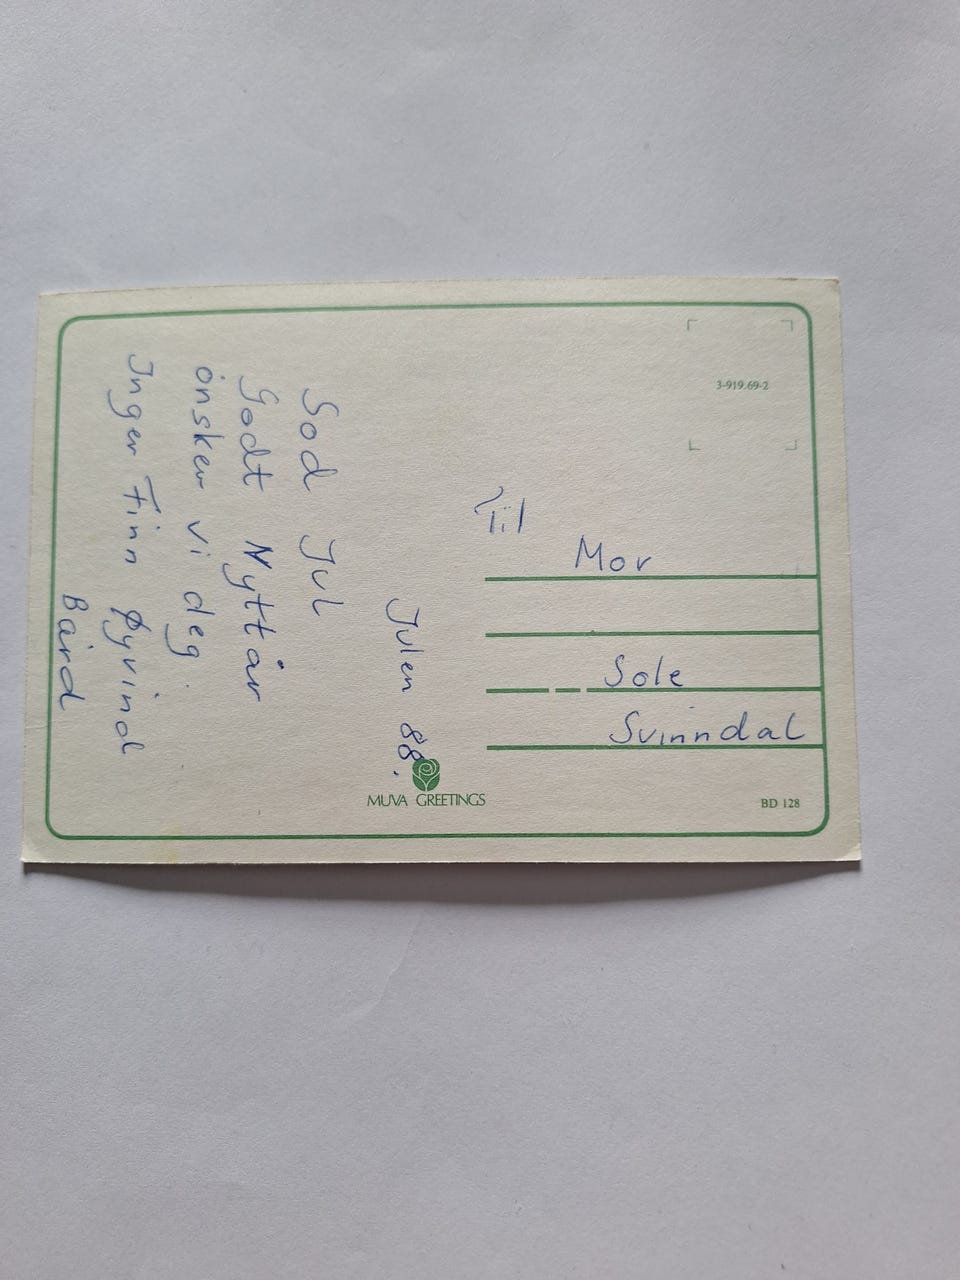 Julen 88.
God Jul
Godt Nyttår
ønsker vi deg.
Inger Finn Øyvind
Bård
3-919.69-2
Til
Mor
Sole
Svinndal
MUVA GREETINGS
BD 128